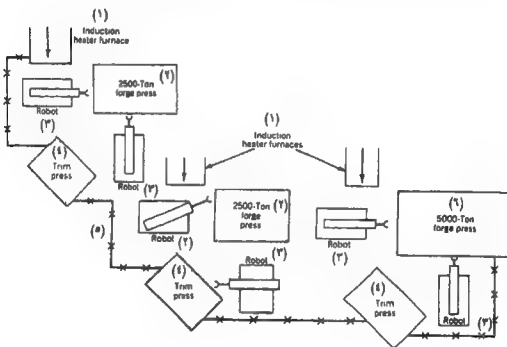 (١)
Induction
heater furnace
2500-Ton (٢)
forge press
Robot
(٣)
(٤)
Trim
press
Robot (٣)
(١)
Induction
heater furnaces
(٥)
2500-Ton (٢)
forge
press
Robot (٢)
Robot (٣)
(٤)
Trim
press
Robot
(٣)
(٦)
5000-Ton
forge press
(٤)
Trim
press
Robot (٣)